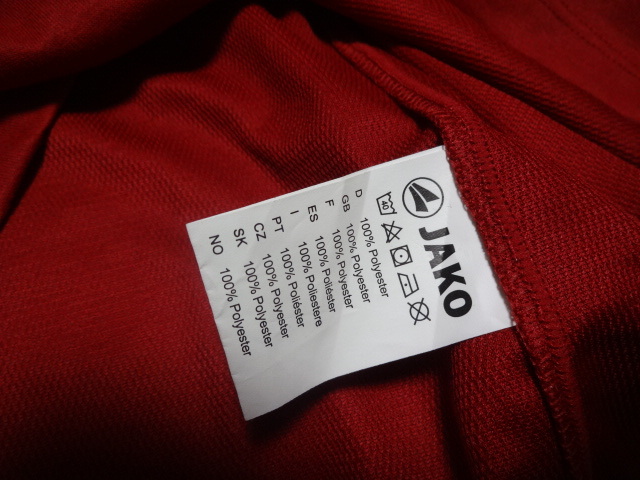 JAKO
40
D 100% Polyester
GB 100% Polyester
F 100% Polyester
ES 100% Poliéster
I 100% Poliestere
PT 100% Poliéster
CZ 100% Polyester
SK 100% Polyester
NO 100% Polyester